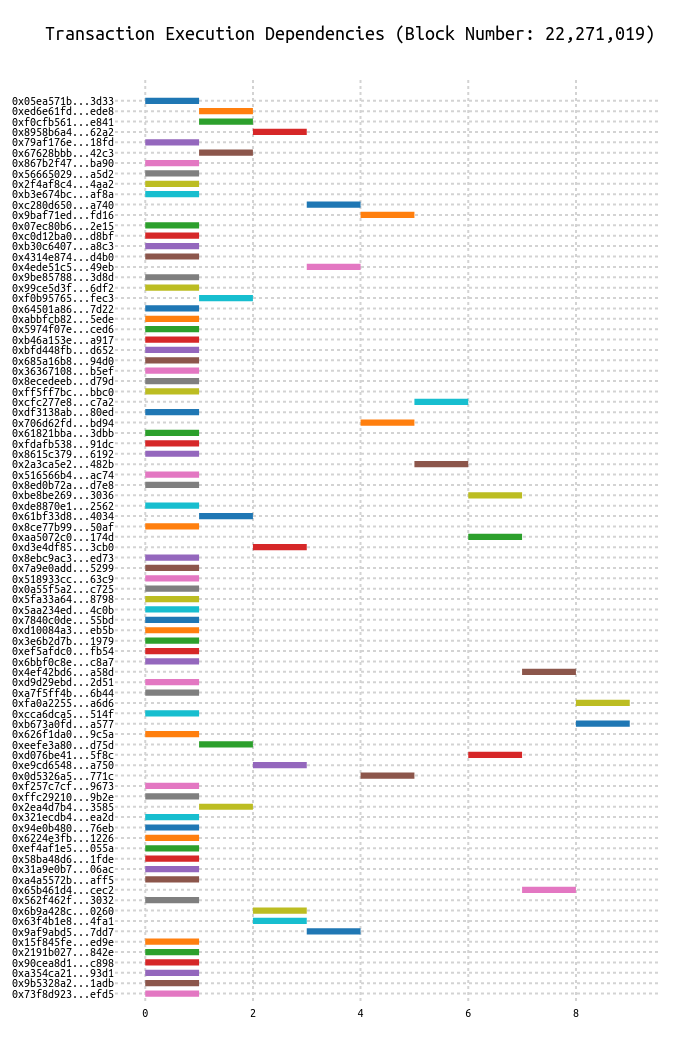 Transaction Execution Dependencies (Block Number: 22,271,019)
0x05ea571b...3d33
0xed6e61fd...ede8
0xf0cfb561...e841
0x8958b6a4...62a2
0x79af176e...18fd
0x67628bbb...42c3
0x867b2f47...ba90
0x56665029...a5d2
0x2f4af8c4...4aa2
0xb3e674bc...af8a
0xc280d650...a740
0x9baf71ed...fd16
0x07ec80b6...2e15
0xc0d12ba0...d8bf
0xb30c6407...a8c3
0x4314e874...d4b0
0x4ede51c5...49eb
0x9be85788...3d8d
0x99ce5d3f...6df2
0xf0b95765...fec3
0x64501a86...7d22
0xabbfcb82...5ede
0x5974f07e...ced6
0xb46a153e...a917
0xbfd448fb...d652
0x685a16b8...94d0
0x36367108...b5ef
0x8ecedeeb...d79d
0xff5ff7bc...bbc0
0xcfc277e8...c7a2
0xdf3138ab...80ed
0x706d62fd...bd94
0x61821bba...3dbb
0xfdafb538...91dc
0x8615c379...6192
0x2a3ca5e2...482b
0x516566b4...ac74
0x8ed0b72a...d7e8
0xbe8be269...3036
0xde8870e1...2562
0x61bf33d8...4034
0x8ce77b99...50af
0xaa5072c0...174d
0xd3e4df85...3cb0
0x8ebc9ac3...ed73
0x7a9e0add...5299
0x518933cc...63c9
0x0a55f5a2...c725
0x5fa33a64...8798
0x5aa234ed...4c0b
0x7840c0de...55bd
0xd10084a3...eb5b
0x3e6b2d7b...1979
0xef5afdc0...fb54
0x6bbf0c8e...c8a7
0x4ef42bd6...a58d
0xd9d29ebd...2d51
0xa7f5ff4b...6b44
0xfa0a2255...a6d6
0xcca6dca5...514f
0xb673a0fd...a577
0x626f1da0...9c5a
0xeefe3a80...d75d
0xd076be41...5f8c
0xe9cd6548...a750
0x0d5326a5...771c
0xf257c7cf...9673
0xffc29210...9b2e
0x2ea4d7b4...3585
0x321ecdb4...ea2d
0x94e0b480...76eb
0x6224e3fb...1226
0xef4af1e5...055a
0x58ba48d6...1fde
0x31a9e0b7...06ac
0xa4a5572b...aff5
0x65b461d4...cec2
0x562f462f...3032
0x6b9a428c...0260
0x63f4b1e8...4fa1
0x9af9abd5...7dd7
0x15f845fe...ed9e
0x2191b027...842e
0x90cea8d1...c898
0xa354ca21...93d1
0x9b5328a2...1adb
0x73f8d923...efd5
0 2 4 6 8